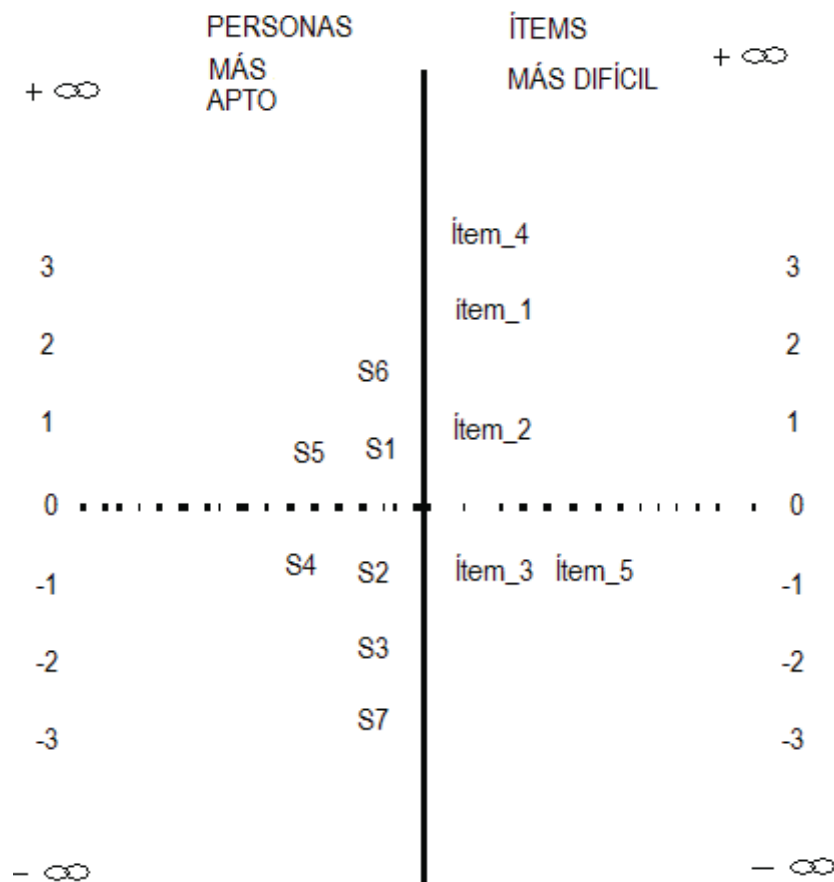 PERSONAS ÍTEMS
MÁS APTO MÁS DIFÍCIL
+ ∞ + ∞
Ítem_4
3 3
ítem_1
2 2
S6
1 Ítem_2 1
S5 S1
0 0
S4 S2 Ítem_3 Ítem_5
-1 -1
S3
-2 -2
S7
-3 -3
– ∞ — ∞